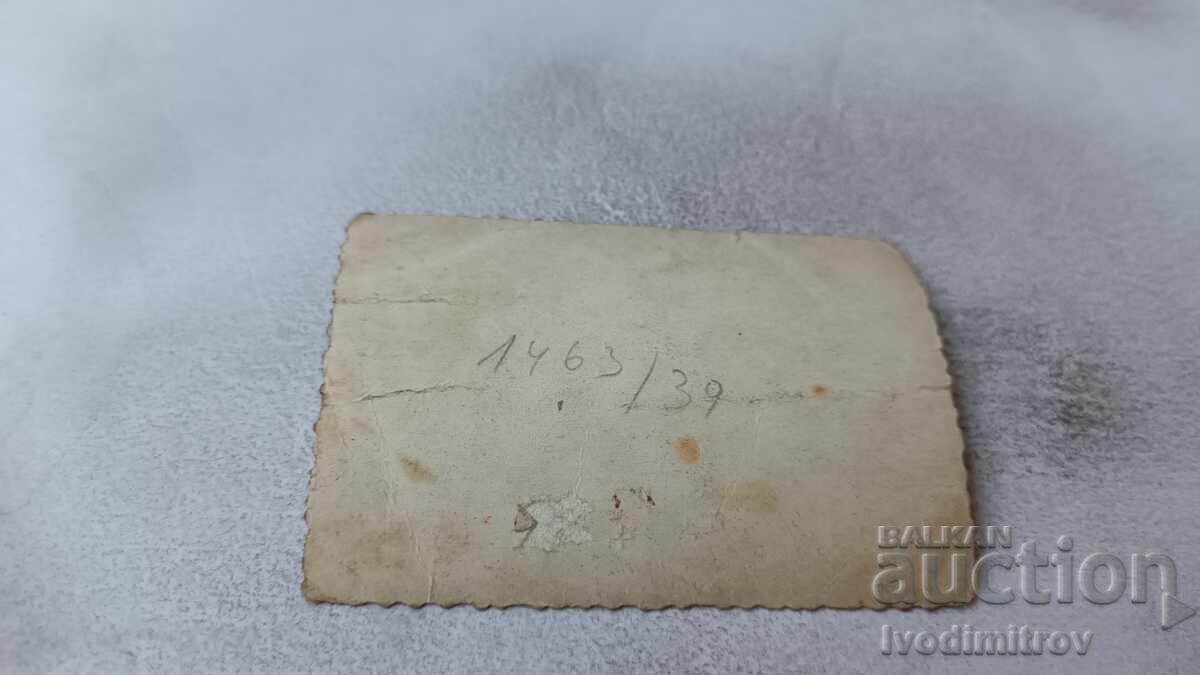 1463/39
BALKAN
auction
Ivodimitrov